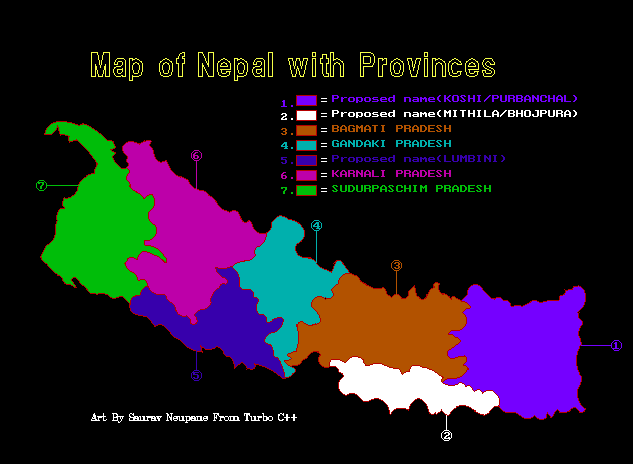 Map of Nepal with Provinces
1. = Proposed name(KOSHI/PURBANCHAL)
2. = Proposed name(MITHILA/BHOJPURA)
3. = BAGMATI PRADESH
4. = GANDAKI PRADESH
5. = Proposed name(LUMBINI)
6. = KARNALI PRADESH
7. = SUDURPASCHIM PRADESH
6
7
4
3
1
5
2
Art By Saurav Neupane From Turbo C++